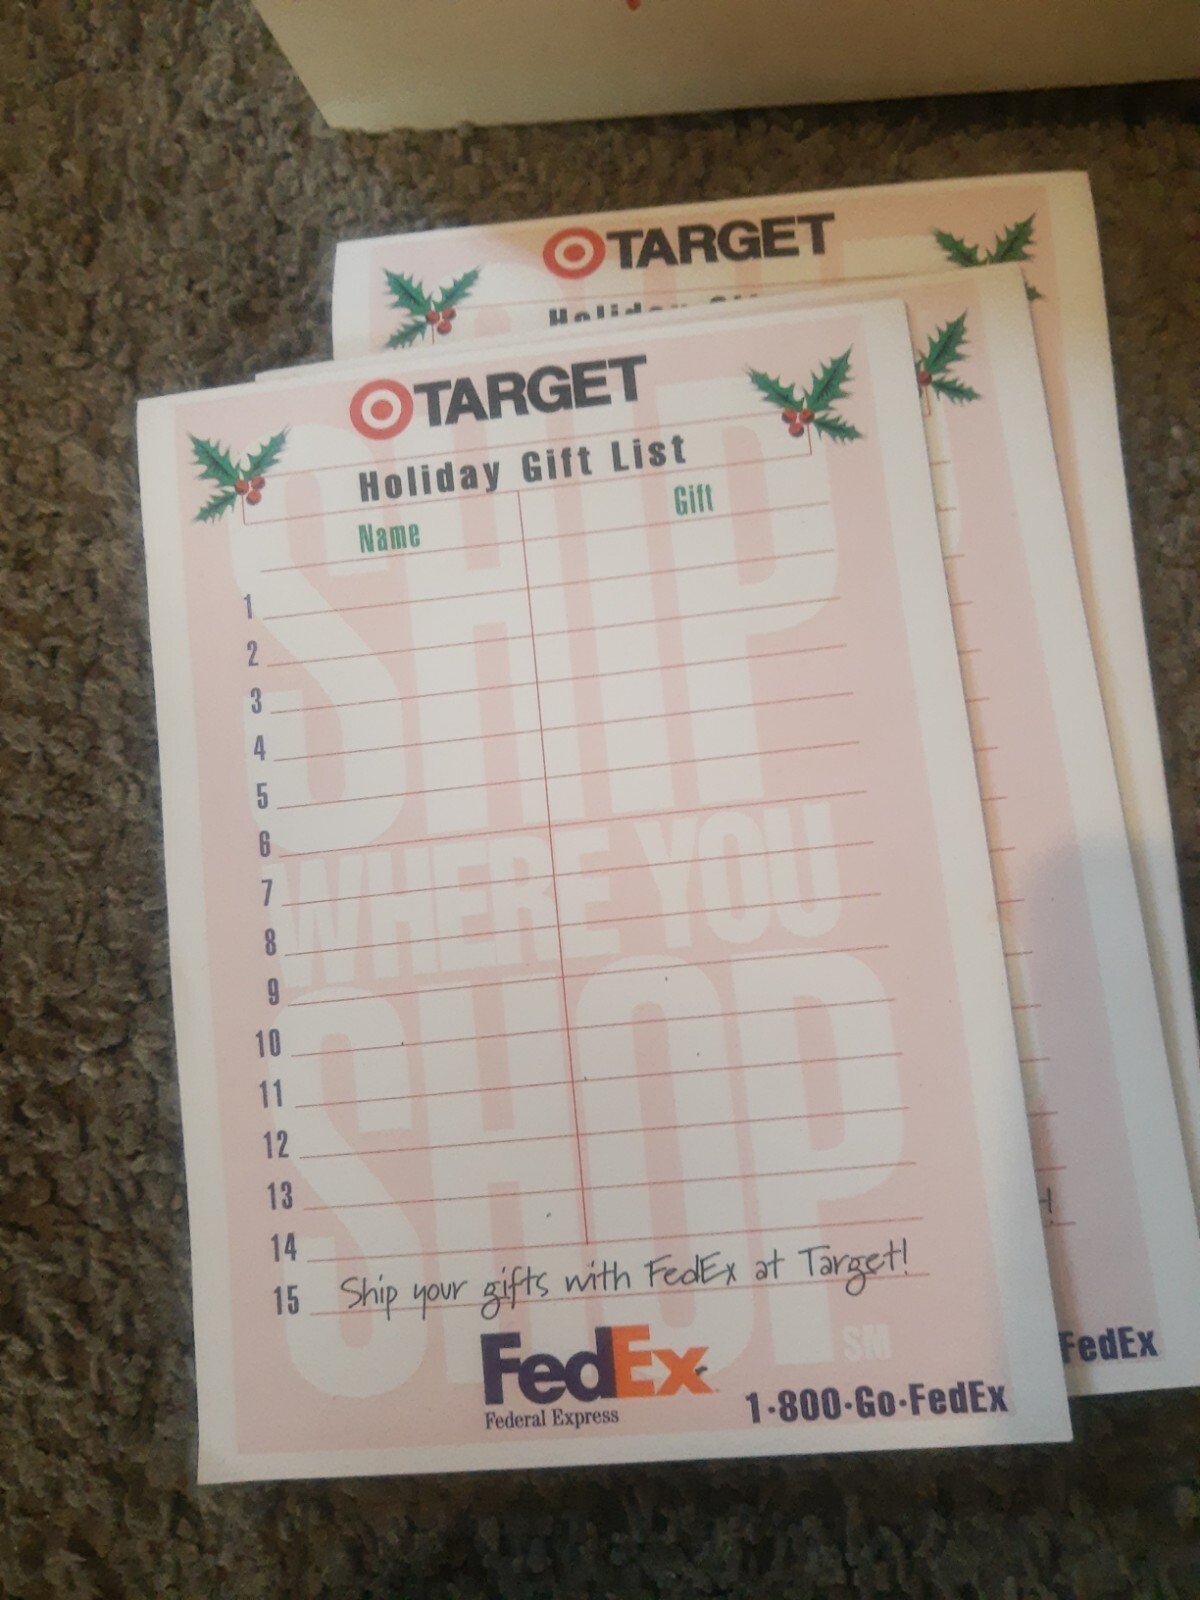 TARGET
Holiday
TARGET
Holiday Gift List
Name Gift
1
2
3
4
5
6
7
8
9
10
11
12
13
14
15 Ship your gifts with FedEx at Target!
SHIP
WHERE YOU
SHOP
SM
FedEx
Federal Express
1·800·Go·FedEx
FedEx